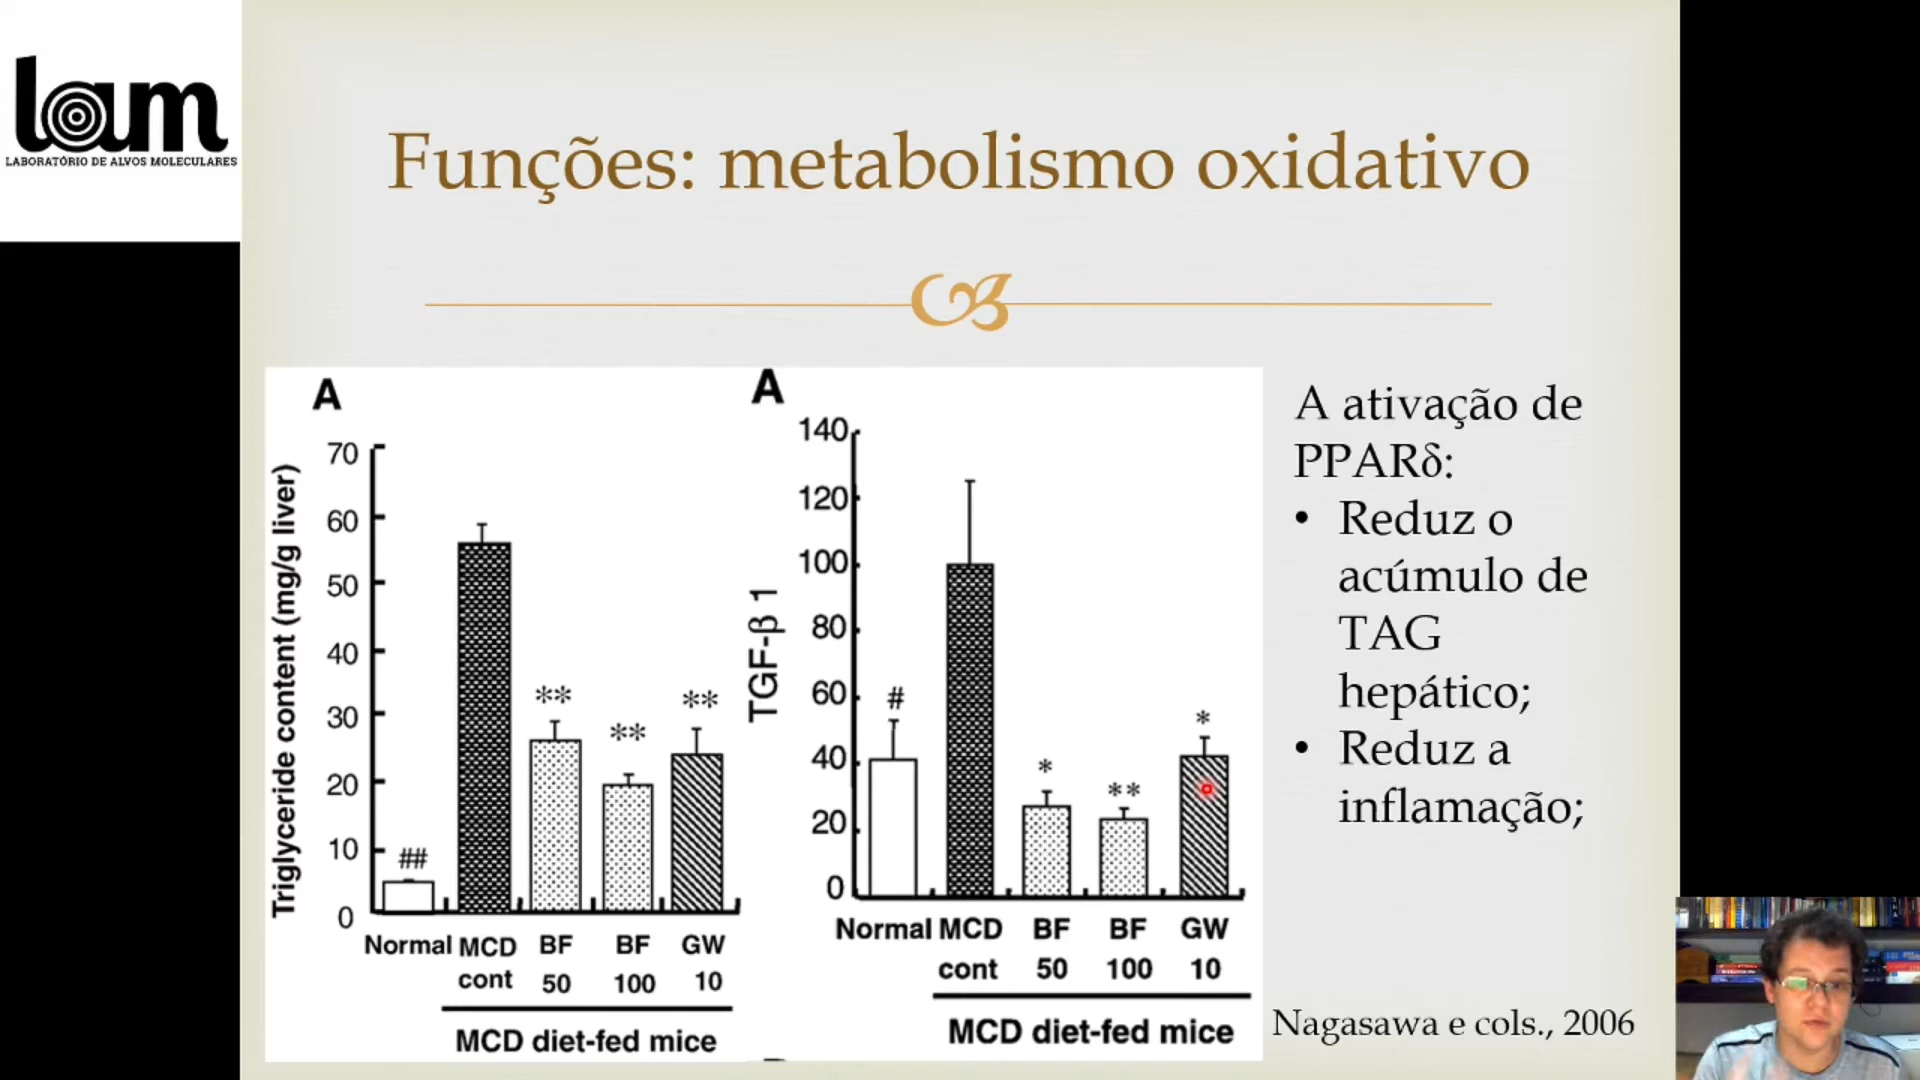 lam
LABORATÓRIO DE ALVOS MOLECULARES
Funções: metabolismo oxidativo
A
Triglyceride content (mg/g liver)
70
60
50
40
30
20
10
0
##
**
**
**
Normal MCD cont BF 50 BF 100 GW 10
MCD diet-fed mice
A
TGF-β 1
140
120
100
80
60
40
20
0
#
*
**
*
Normal MCD cont BF 50 BF 100 GW 10
MCD diet-fed mice
A ativação de
PPARδ:
• Reduz o
acúmulo de
TAG
hepático;
• Reduz a
inflamação;
Nagasawa e cols., 2006